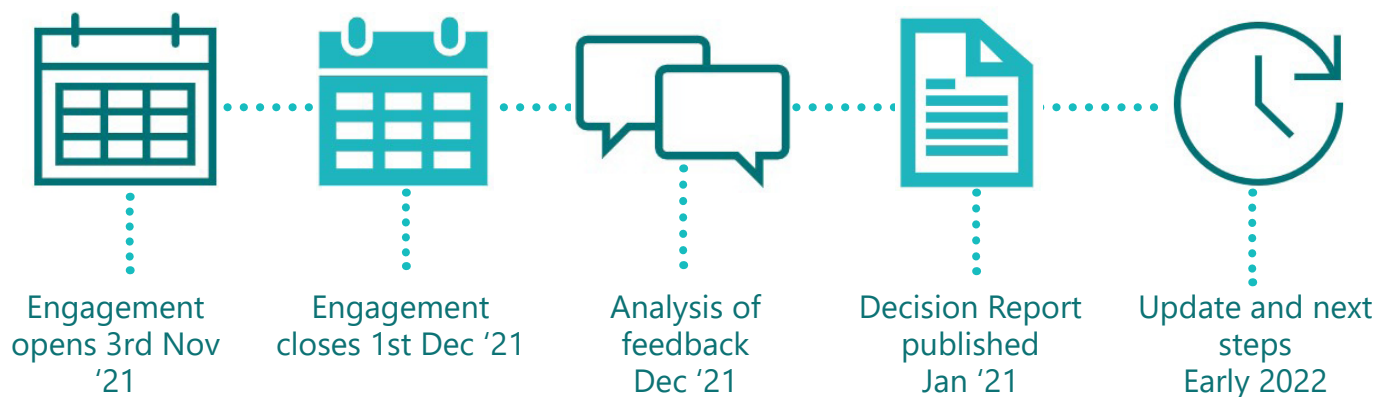 Engagement
opens 3rd Nov
‘21
Engagement
closes 1st Dec ‘21
Analysis of
feedback
Dec ‘21
Decision Report
published
Jan ‘21
Update and next
steps
Early 2022